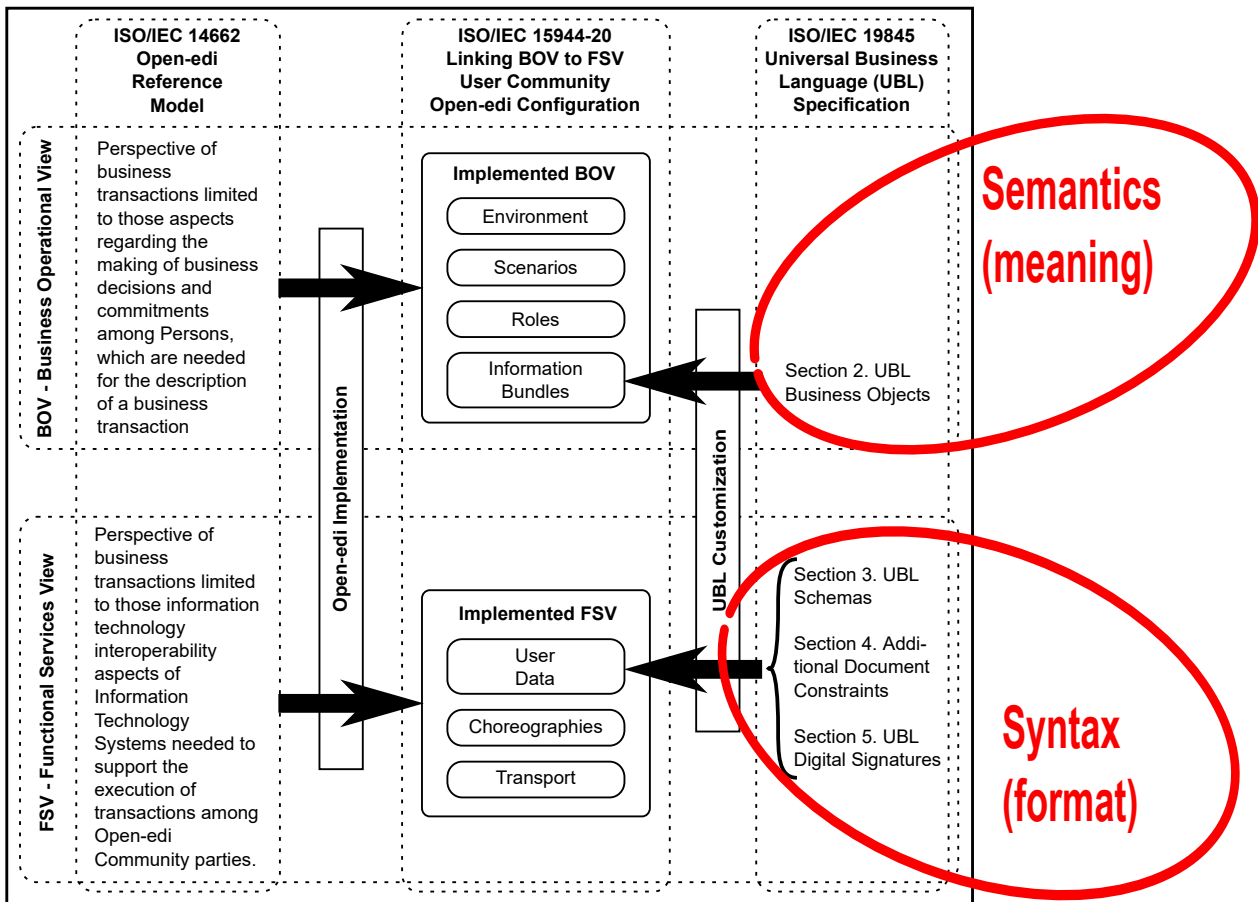 ISO/IEC 14662
Open-edi
Reference
Model
ISO/IEC 15944-20
Linking BOV to FSV
User Community
Open-edi Configuration
ISO/IEC 19845
Universal Business
Language (UBL)
Specification
BOV - Business Operational View
Perspective of
business
transactions limited
to those aspects
regarding the
making of business
decisions and
commitments
among Persons,
which are needed
for the description
of a business
transaction
Open-edi Implementation
Implemented BOV
Environment
Scenarios
Roles
Information
Bundles
UBL Customization
Section 2. UBL
Business Objects
Semantics
(meaning)
FSV - Functional Services View
Perspective of
business
transactions limited
to those information
technology
interoperability
aspects of
Information
Technology
Systems needed to
support the
execution of
transactions among
Open-edi
Community parties.
Implemented FSV
User
Data
Choreographies
Transport
Section 3. UBL
Schemas
Section 4. Addi-
tional Document
Constraints
Section 5. UBL
Digital Signatures
Syntax
(format)